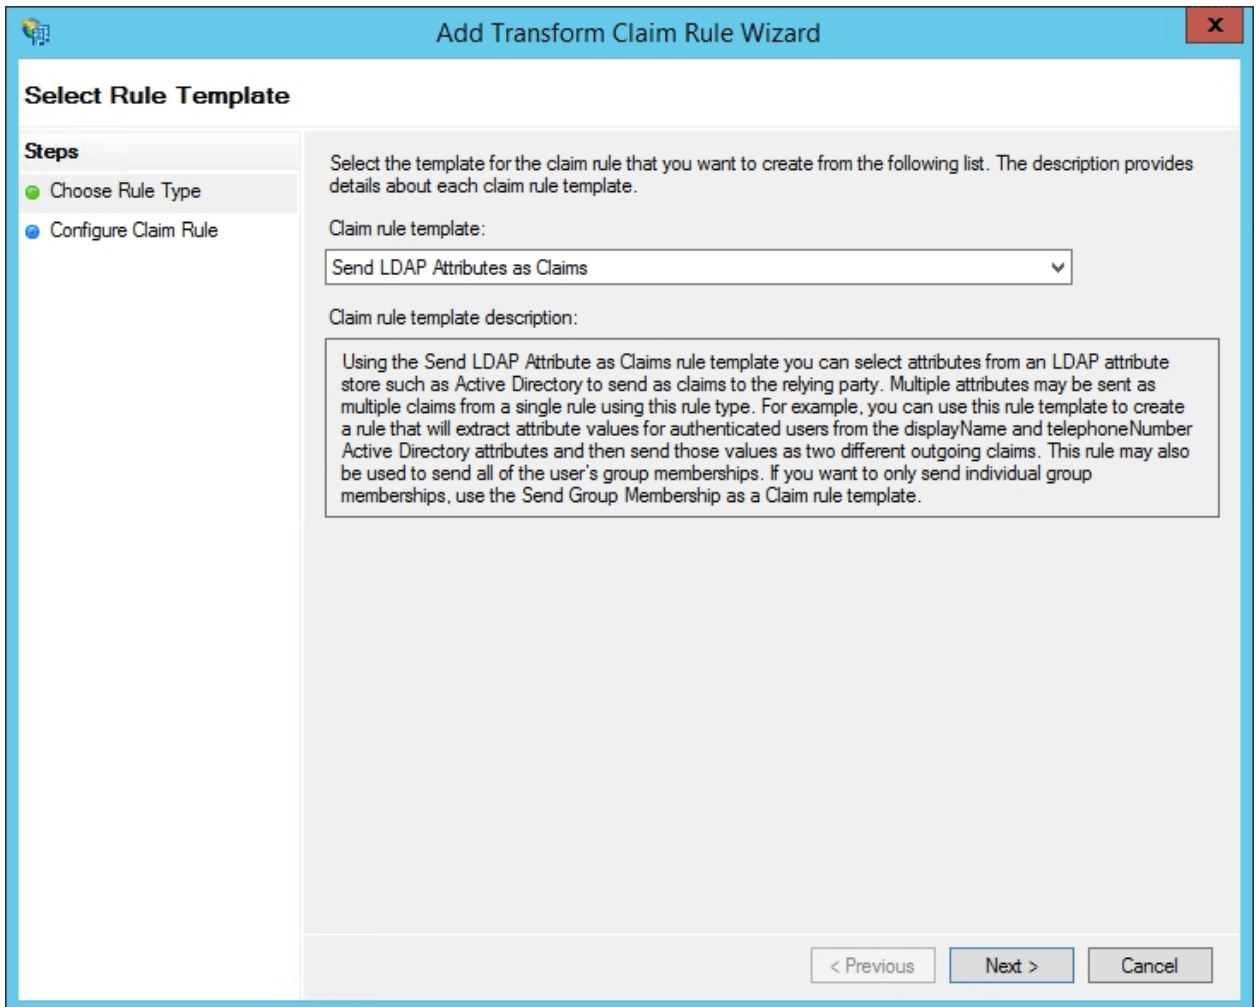 Add Transform Claim Rule Wizard
X
Select Rule Template
Steps
Choose Rule Type
Configure Claim Rule
Select the template for the claim rule that you want to create from the following list. The description provides
details about each claim rule template.
Claim rule template:
Send LDAP Attributes as Claims
Claim rule template description:
Using the Send LDAP Attribute as Claims rule template you can select attributes from an LDAP attribute
store such as Active Directory to send as claims to the relying party. Multiple attributes may be sent as
multiple claims from a single rule using this rule type. For example, you can use this rule template to create
a rule that will extract attribute values for authenticated users from the displayName and telephoneNumber
Active Directory attributes and then send those values as two different outgoing claims. This rule may also
be used to send all of the user's group memberships. If you want to only send individual group
memberships, use the Send Group Membership as a Claim rule template.
< Previous
Next >
Cancel